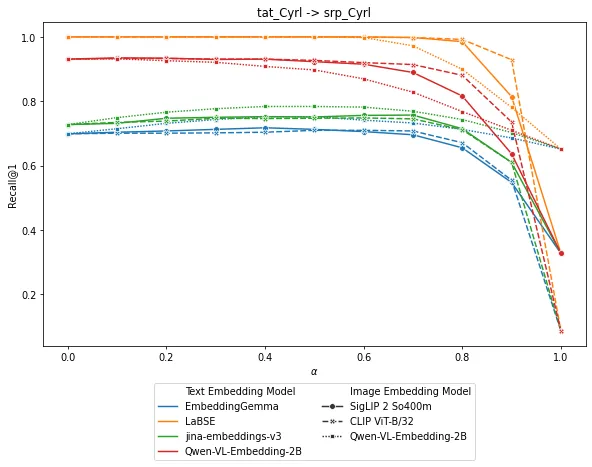 tat_Cyrl -> srp_Cyrl
1.0
0.8
0.6
0.4
0.2
Recall@1
0.0 0.2 0.4 0.6 0.8 1.0
α
Text Embedding Model Image Embedding Model
EmbeddingGemma SigLIP 2 So400m
LaBSE CLIP ViT-B/32
jina-embeddings-v3 Qwen-VL-Embedding-2B
Qwen-VL-Embedding-2B